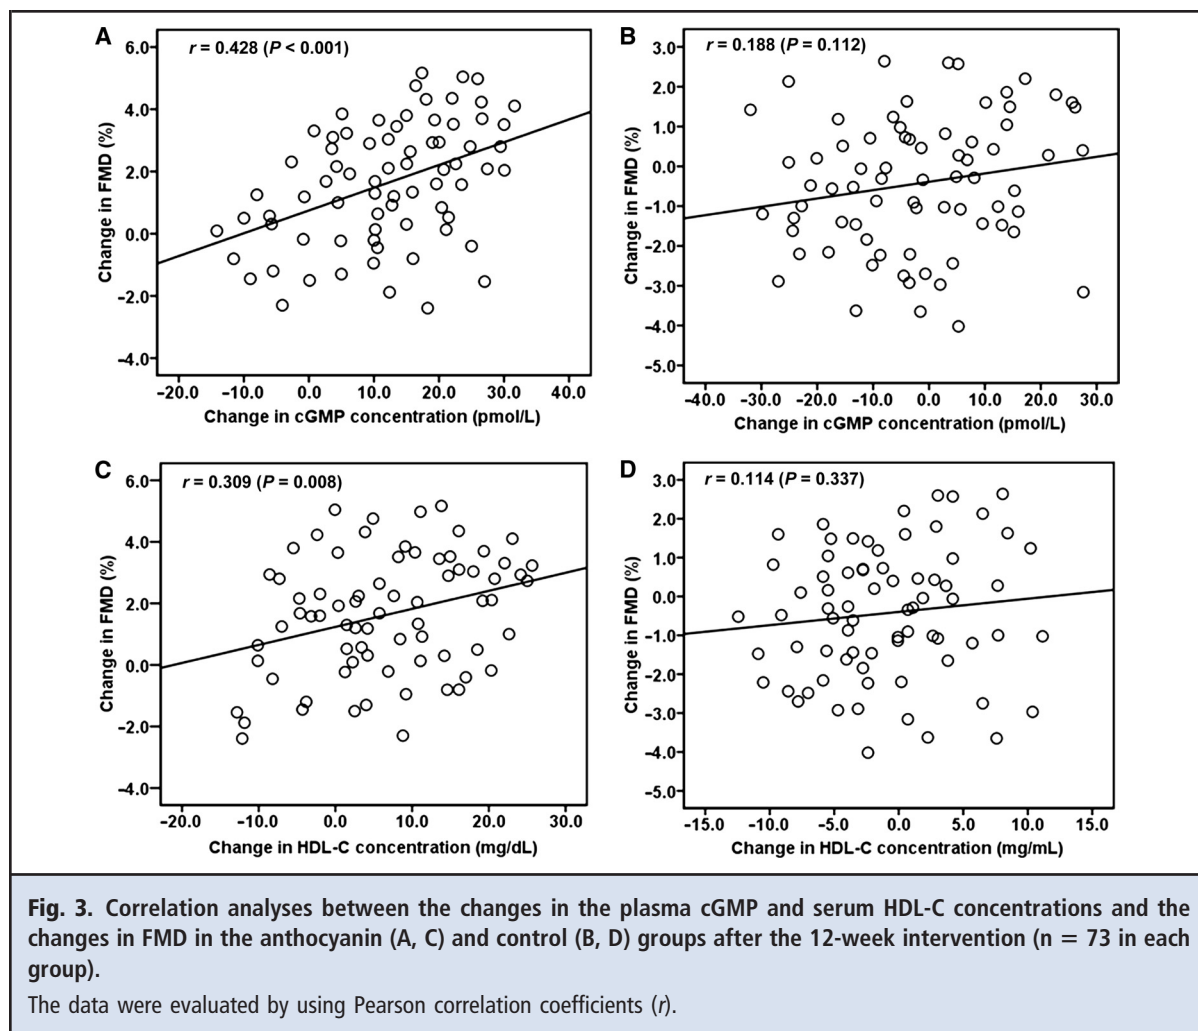 A
r = 0.428 (P < 0.001)
6.0
4.0
2.0
0.0
−2.0
−4.0
Change in FMD (%)
−20.0 −10.0 0.0 10.0 20.0 30.0 40.0
Change in cGMP concentration (pmol/L)
B
r = 0.188 (P = 0.112)
3.0
2.0
1.0
0.0
−1.0
−2.0
−3.0
−4.0
−5.0
Change in FMD (%)
−40.0 −30.0 −20.0 −10.0 0.0 10.0 20.0 30.0
Change in cGMP concentration (pmol/L)
C
r = 0.309 (P = 0.008)
6.0
4.0
2.0
0.0
−2.0
−4.0
Change in FMD (%)
−20.0 −10.0 0.0 10.0 20.0 30.0
Change in HDL-C concentration (mg/dL)
D
r = 0.114 (P = 0.337)
3.0
2.0
1.0
0.0
−1.0
−2.0
−3.0
−4.0
−5.0
Change in FMD (%)
−15.0 −10.0 −5.0 0.0 5.0 10.0 15.0
Change in HDL-C concentration (mg/mL)
Fig. 3. Correlation analyses between the changes in the plasma cGMP and serum HDL-C concentrations and the
changes in FMD in the anthocyanin (A, C) and control (B, D) groups after the 12-week intervention (n = 73 in each
group).
The data were evaluated by using Pearson correlation coefficients (r).